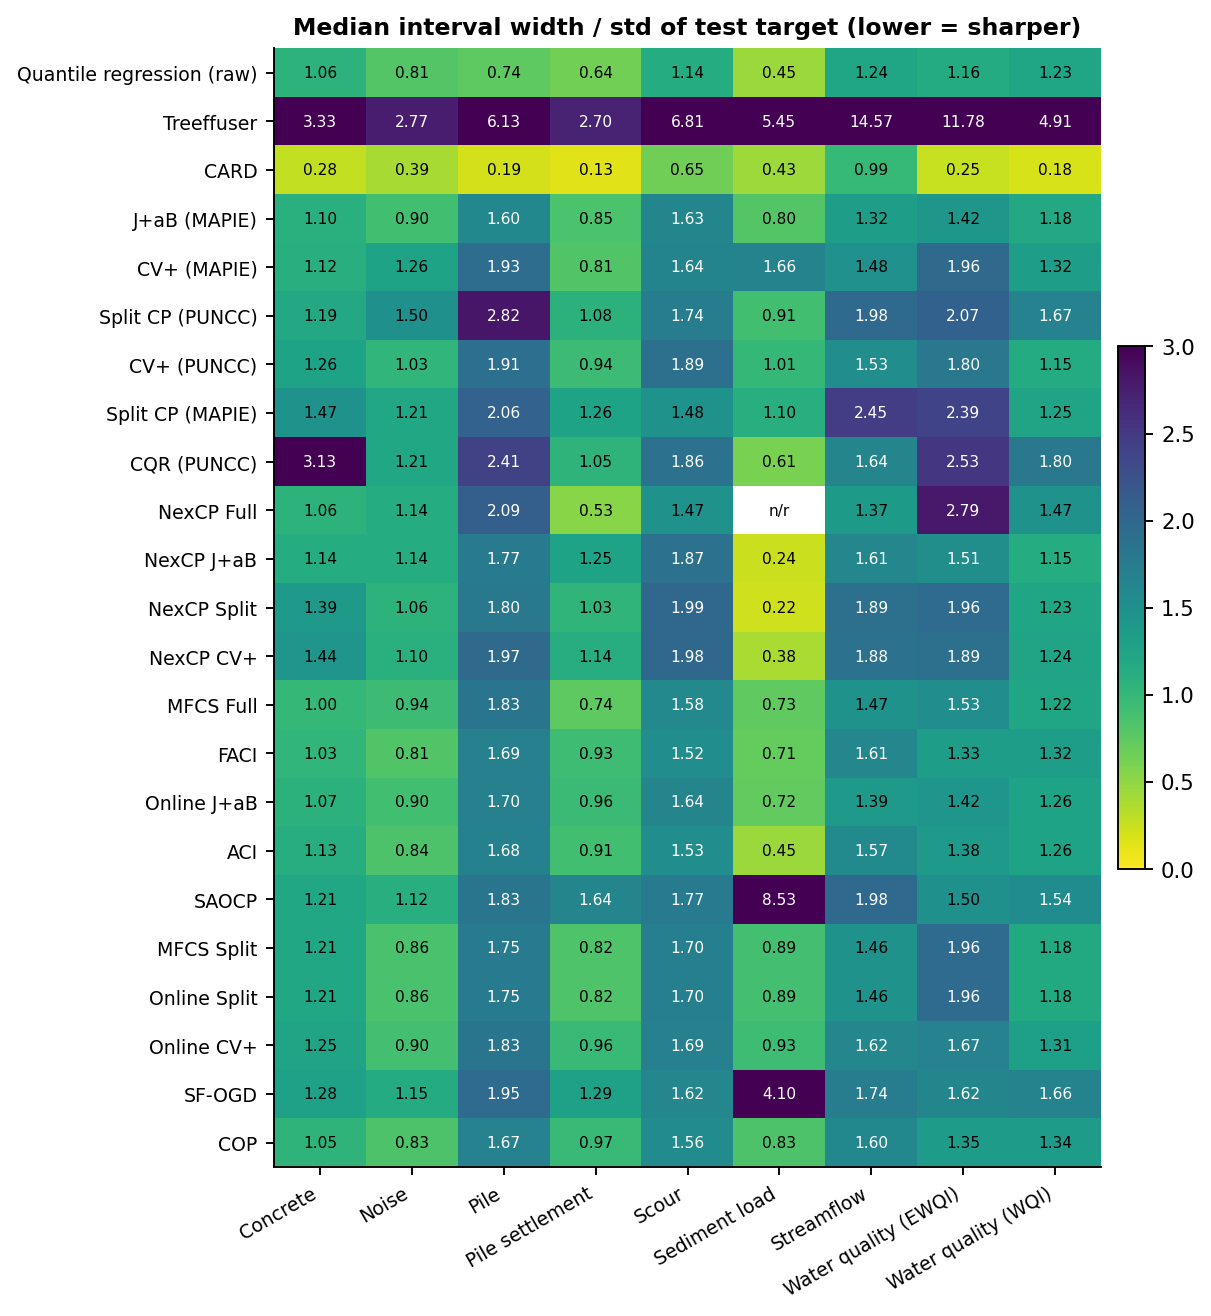 Median interval width / std of test target (lower = sharper)
Quantile regression (raw) 1.06 0.81 0.74 0.64 1.14 0.45 1.24 1.16 1.23
Treeffuser 3.33 2.77 6.13 2.70 6.81 5.45 14.57 11.78 4.91
CARD 0.28 0.39 0.19 0.13 0.65 0.43 0.99 0.25 0.18
J+aB (MAPIE) 1.10 0.90 1.60 0.85 1.63 0.80 1.32 1.42 1.18
CV+ (MAPIE) 1.12 1.26 1.93 0.81 1.64 1.66 1.48 1.96 1.32
Split CP (PUNCC) 1.19 1.50 2.82 1.08 1.74 0.91 1.98 2.07 1.67
CV+ (PUNCC) 1.26 1.03 1.91 0.94 1.89 1.01 1.53 1.80 1.15
Split CP (MAPIE) 1.47 1.21 2.06 1.26 1.48 1.10 2.45 2.39 1.25
CQR (PUNCC) 3.13 1.21 2.41 1.05 1.86 0.61 1.64 2.53 1.80
NexCP Full 1.06 1.14 2.09 0.53 1.47 n/r 1.37 2.79 1.47
NexCP J+aB 1.14 1.14 1.77 1.25 1.87 0.24 1.61 1.51 1.15
NexCP Split 1.39 1.06 1.80 1.03 1.99 0.22 1.89 1.96 1.23
NexCP CV+ 1.44 1.10 1.97 1.14 1.98 0.38 1.88 1.89 1.24
MFCS Full 1.00 0.94 1.83 0.74 1.58 0.73 1.47 1.53 1.22
FACI 1.03 0.81 1.69 0.93 1.52 0.71 1.61 1.33 1.32
Online J+aB 1.07 0.90 1.70 0.96 1.64 0.72 1.39 1.42 1.26
ACI 1.13 0.84 1.68 0.91 1.53 0.45 1.57 1.38 1.26
SAOCP 1.21 1.12 1.83 1.64 1.77 8.53 1.98 1.50 1.54
MFCS Split 1.21 0.86 1.75 0.82 1.70 0.89 1.46 1.96 1.18
Online Split 1.21 0.86 1.75 0.82 1.70 0.89 1.46 1.96 1.18
Online CV+ 1.25 0.90 1.83 0.96 1.69 0.93 1.62 1.67 1.31
SF-OGD 1.28 1.15 1.95 1.29 1.62 4.10 1.74 1.62 1.66
COP 1.05 0.83 1.67 0.97 1.56 0.83 1.60 1.35 1.34
Concrete
Noise
Pile
Pile settlement
Scour
Sediment load
Streamflow
Water quality (EWQI)
Water quality (WQI)
3.0
2.5
2.0
1.5
1.0
0.5
0.0